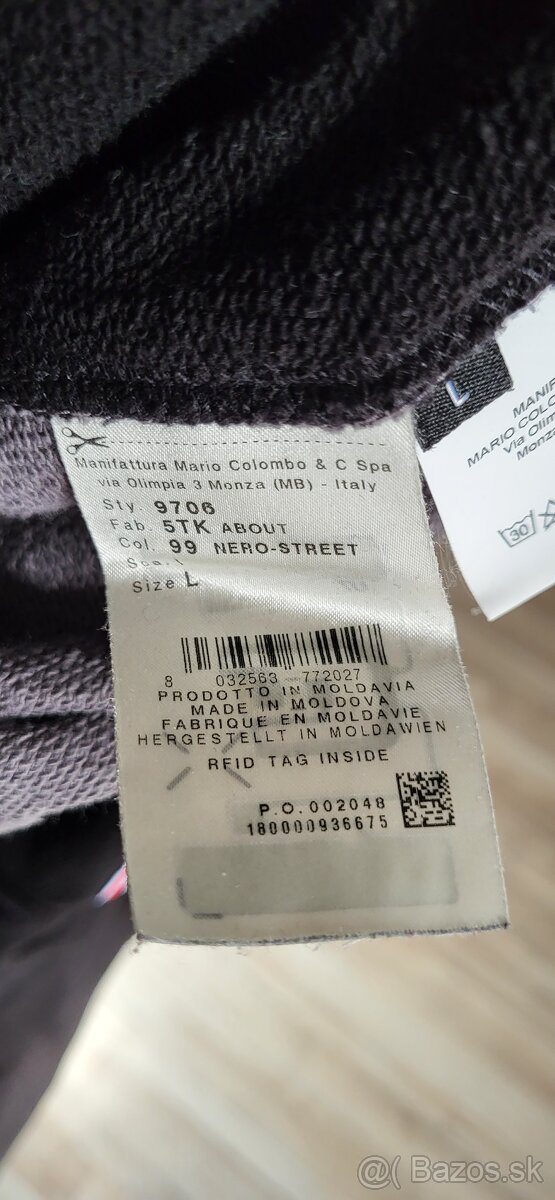 Manifattura Mario Colombo & C Spa
via Olimpia 3 Monza (MB) - Italy
Sty. 9706
Fab. 5TK ABOUT
Col. 99 NERO-STREET
Size L
8 032563 772027
PRODOTTO IN MOLDAVIA
MADE IN MOLDOVA
FABRIQUE EN MOLDAVIE
HERGESTELLT IN MOLDAWIEN
RFID TAG INSIDE
P.O. 002048
180000936675
L
MANIF
MARIO COLO
Via Olim
Monza
30
@( Bazos.sk